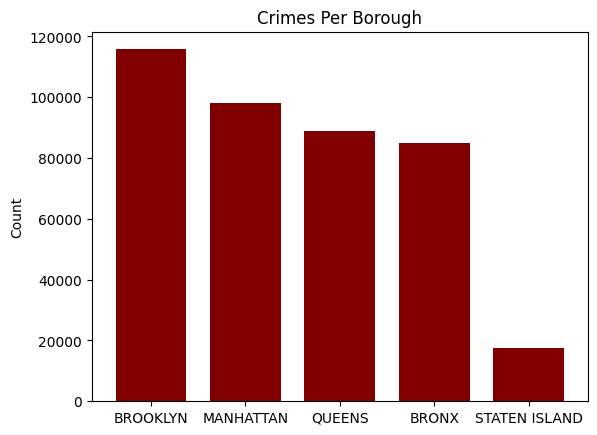 Crimes Per Borough
Count
120000
100000
80000
60000
40000
20000
0
BROOKLYN MANHATTAN QUEENS BRONX STATEN ISLAND